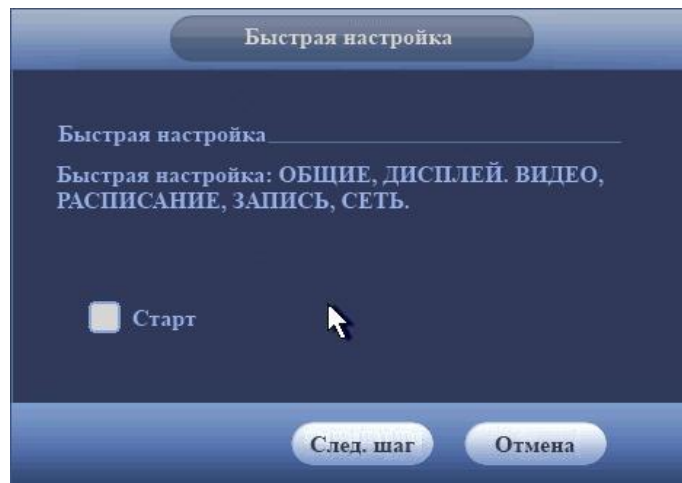 Быстрая настройка
Быстрая настройка
Быстрая настройка: ОБЩИЕ, ДИСПЛЕЙ. ВИДЕО,
РАСПИСАНИЕ, ЗАПИСЬ, СЕТЬ.
Старт
След. шаг Отмена